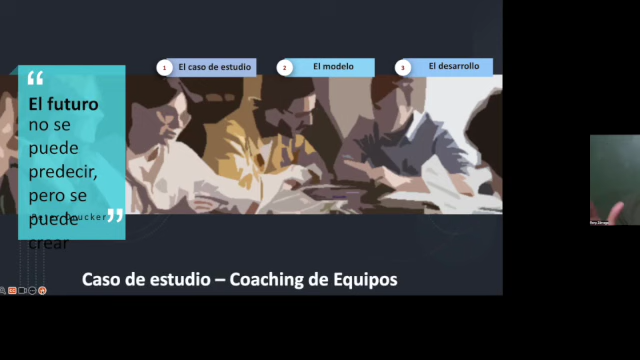 1 El caso de estudio
2 El modelo
3 El desarrollo
“
El futuro
no se
puede
predecir,
pero se
puede
crear
Drucker
”
Caso de estudio – Coaching de Equipos